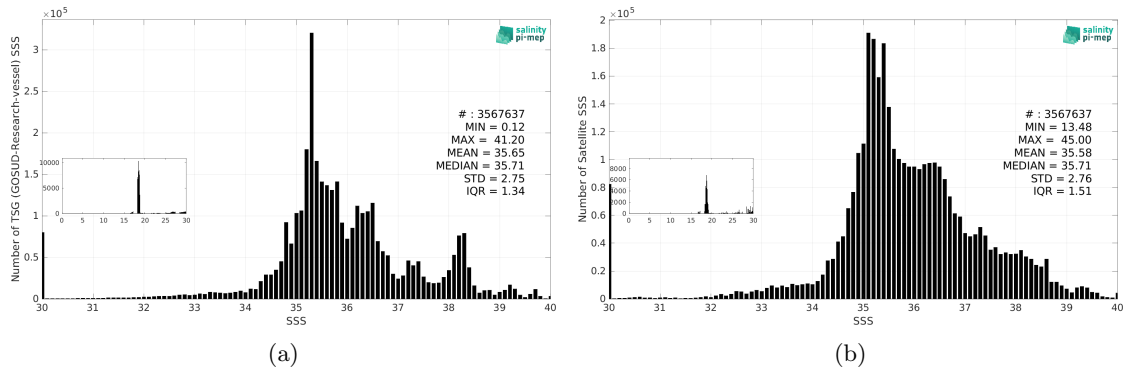 ×10^5
salinity
pi-mep
Number of TSG (GOSUD-Research-vessel) SSS
3
2.5
2
1.5
1
0.5
0
# : 3567637
MIN = 0.12
MAX = 41.20
MEAN = 35.65
MEDIAN = 35.71
STD = 2.75
IQR = 1.34
10000
5000
0
0 5 10 15 20 25 30
30 31 32 33 34 35 36 37 38 39 40
SSS
(a)
×10^5
salinity
pi-mep
Number of Satellite SSS
2
1.8
1.6
1.4
1.2
1
0.8
0.6
0.4
0.2
0
# : 3567637
MIN = 13.48
MAX = 45.00
MEAN = 35.58
MEDIAN = 35.71
STD = 2.76
IQR = 1.51
8000
6000
4000
2000
0
0 5 10 15 20 25 30
30 31 32 33 34 35 36 37 38 39 40
SSS
(b)